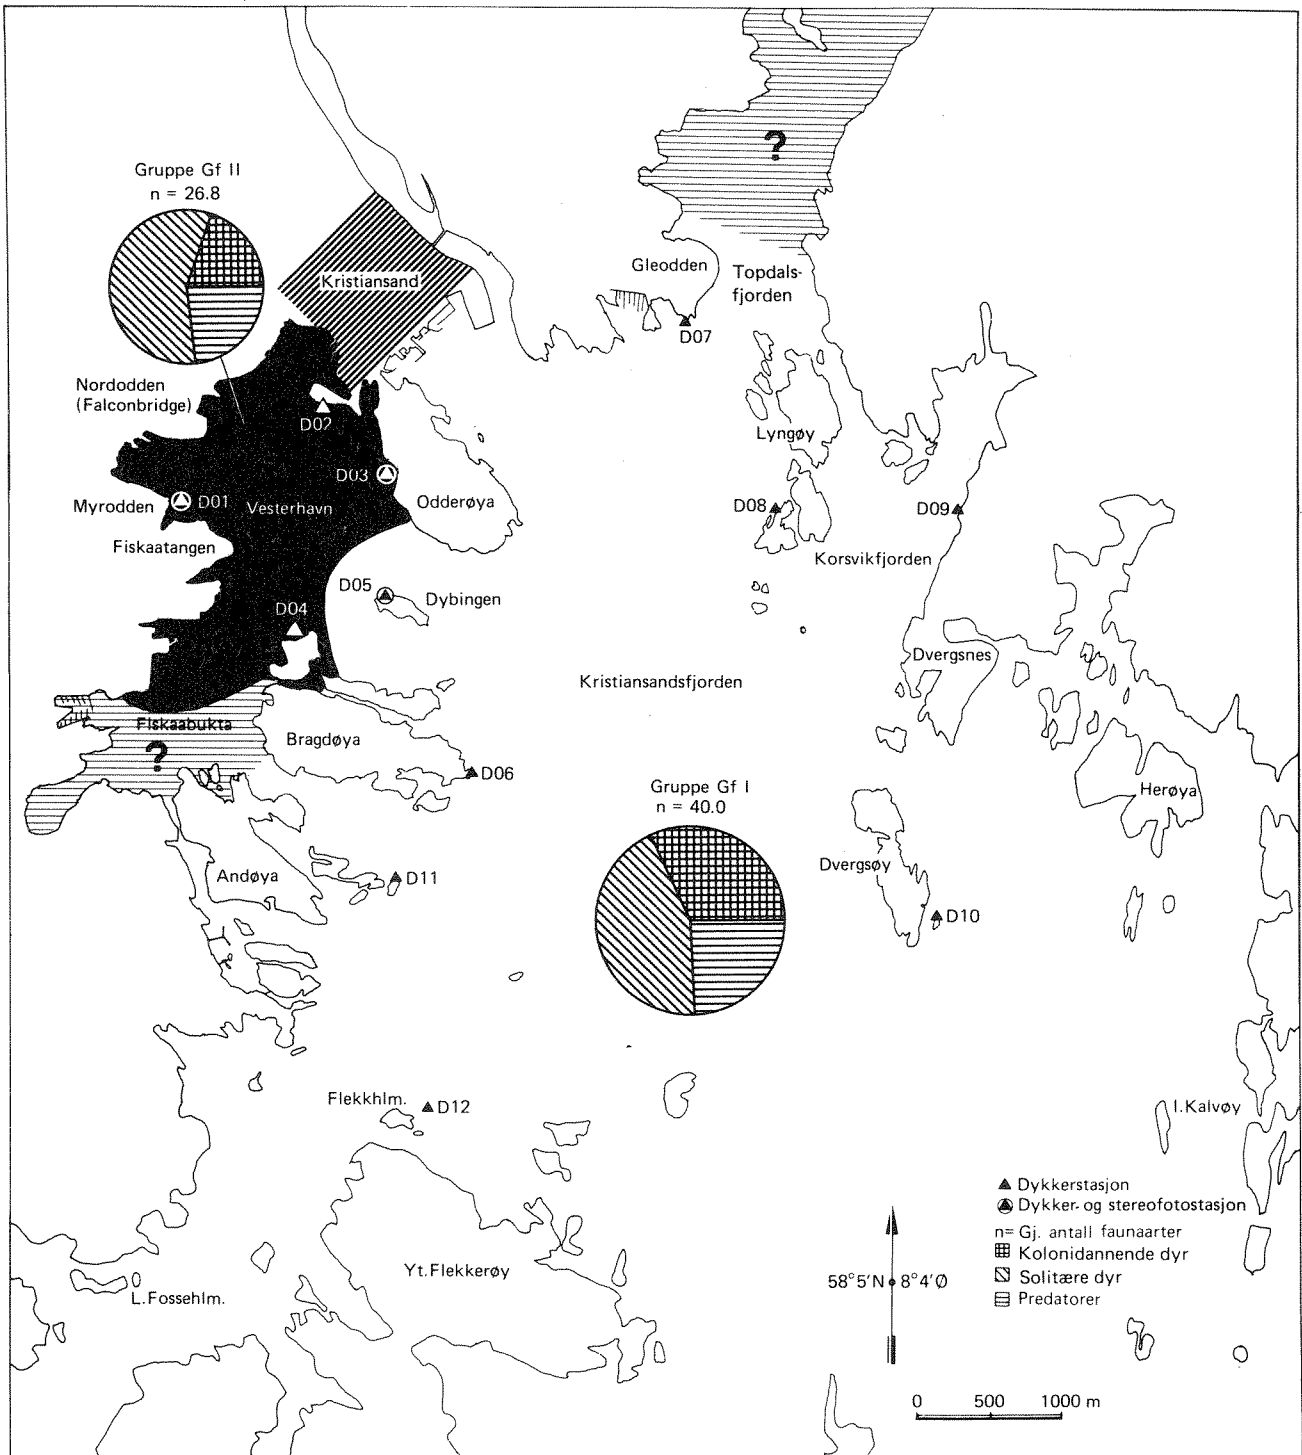 ?
Gruppe Gf II
n = 26.8
Kristiansand
Gleodden
Topdals-
fjorden
D07
Nordodden
(Falconbridge)
D02
Lyngøy
D03
Odderøya
D08
D09
Myrodden
D01
Vesterhavn
Fiskaatangen
Korsvikfjorden
D05
Dybingen
D04
Dvergsnes
Kristiansandsfjorden
Fiskaabukta
?
Bragdøya
D06
Gruppe Gf I
n = 40.0
Herøya
Dvergsøy
Andøya
D11
D10
Flekkhlm.
D12
I.Kalvøy
Yt.Flekkerøy
L.Fossehlm.
Dykkerstasjon
Dykker- og stereofotostasjon
n= Gj. antall faunaarter
Kolonidannende dyr
Solitære dyr
Predatorer
58°5'N 8°4'Ø
0 500 1000 m